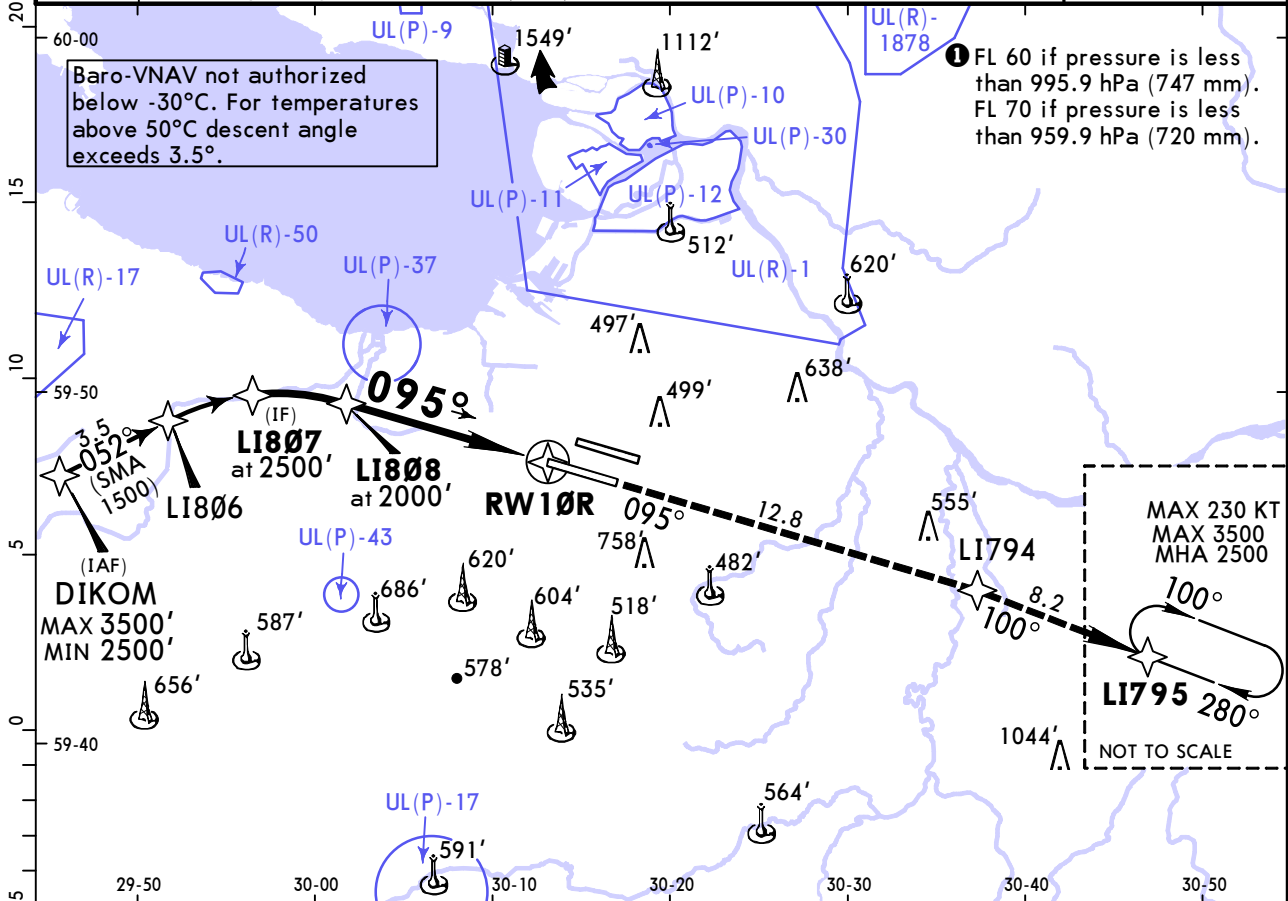 20
60-00
UL(P)-9
1549'
1112'
UL(R)-
1878
❶ FL 60 if pressure is less
than 995.9 hPa (747 mm).
FL 70 if pressure is less
than 959.9 hPa (720 mm).
Baro-VNAV not authorized
below -30°C. For temperatures
above 50°C descent angle
exceeds 3.5°.
UL(P)-10
UL(P)-30
15
UL(P)-11
UL(P)-12
512'
UL(R)-50
UL(P)-37
UL(R)-17
UL(R)-1
620'
497'
10
59-50
638'
499'
095°
3.5
052°
(SMA
1500)
(IF)
LI8Ø7
at 2500'
LI8Ø8
at 2000'
LI8Ø6
RW1ØR
095°
12.8
555'
MAX 230 KT
MAX 3500
MHA 2500
LI794
8.2
100°
100°
LI795
280°
NOT TO SCALE
5
(IAF)
DIKOM
MAX 3500'
MIN 2500'
UL(P)-43
758'
482'
620'
686'
604'
518'
587'
578'
656'
535'
1044'
0
59-40
564'
UL(P)-17
591'
5
29-50
30-00
30-10
30-20
30-30
30-40
30-50